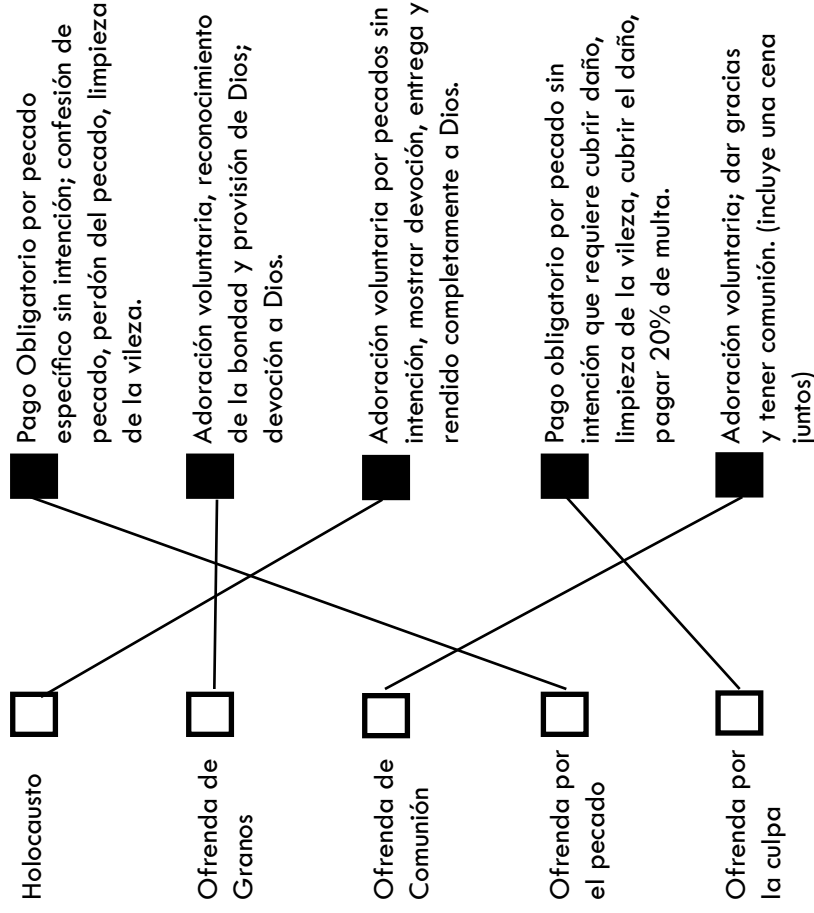 Holocausto
Ofrenda de
Granos
Ofrenda de
Comunión
Ofrenda por
el pecado
Ofrenda por
la culpa
Pago Obligatorio por pecado
específico sin intención; confesión de
pecado, perdón del pecado, limpieza
de la vileza.
Adoración voluntaria, reconocimiento
de la bondad y provisión de Dios;
devoción a Dios.
Adoración voluntaria por pecados sin
intención, mostrar devoción, entrega y
rendido completamente a Dios.
Pago obligatorio por pecado sin
intención que requiere cubrir daño,
limpieza de la vileza, cubrir el daño,
pagar 20% de multa.
Adoración voluntaria; dar gracias
y tener comunión. (incluye una cena
juntos)